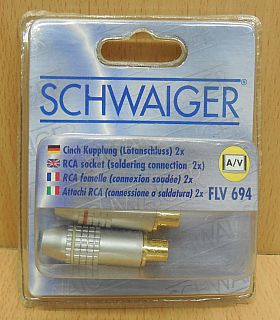 SCHWAIGER®
Cinch Kupplung (Lötanschluss) 2x
RCA socket (soldering connection 2x)
RCA femelle (connexion soudée) 2x
Attachi RCA (connessione a saldatura) 2x
A/V
FLV 694